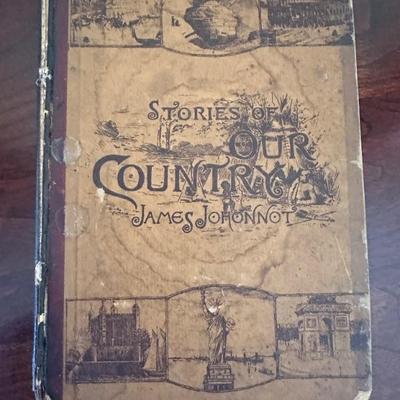 STORIES OF
OUR
COUNTRY
JAMES JOHONNOT